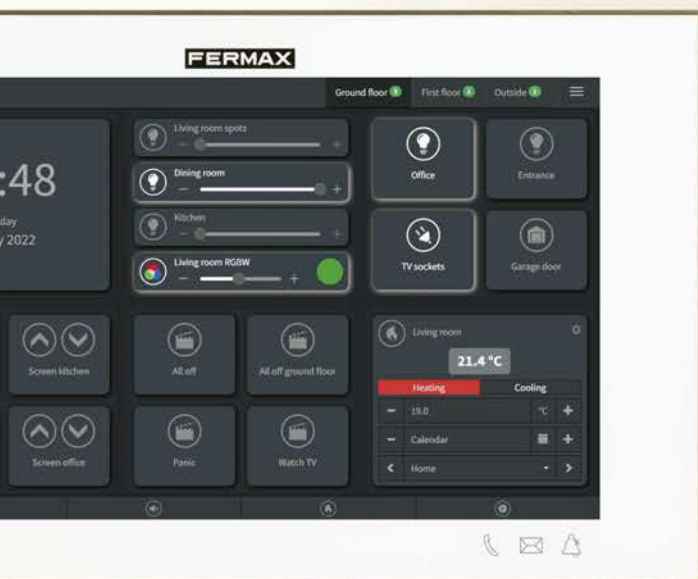 FERMAX
Ground floor 9
First floor
Outside
:48
day
y 2022
Living room spots
Dining room
Kitchen
Living room RGBW
Office
Entrance
TV sockets
Garage door
Screen kitchen
All off
All off ground floor
Screen office
Panic
Watch TV
Living room
21.4 °C
Heating
Cooling
19.0
°C
Calendar
Home